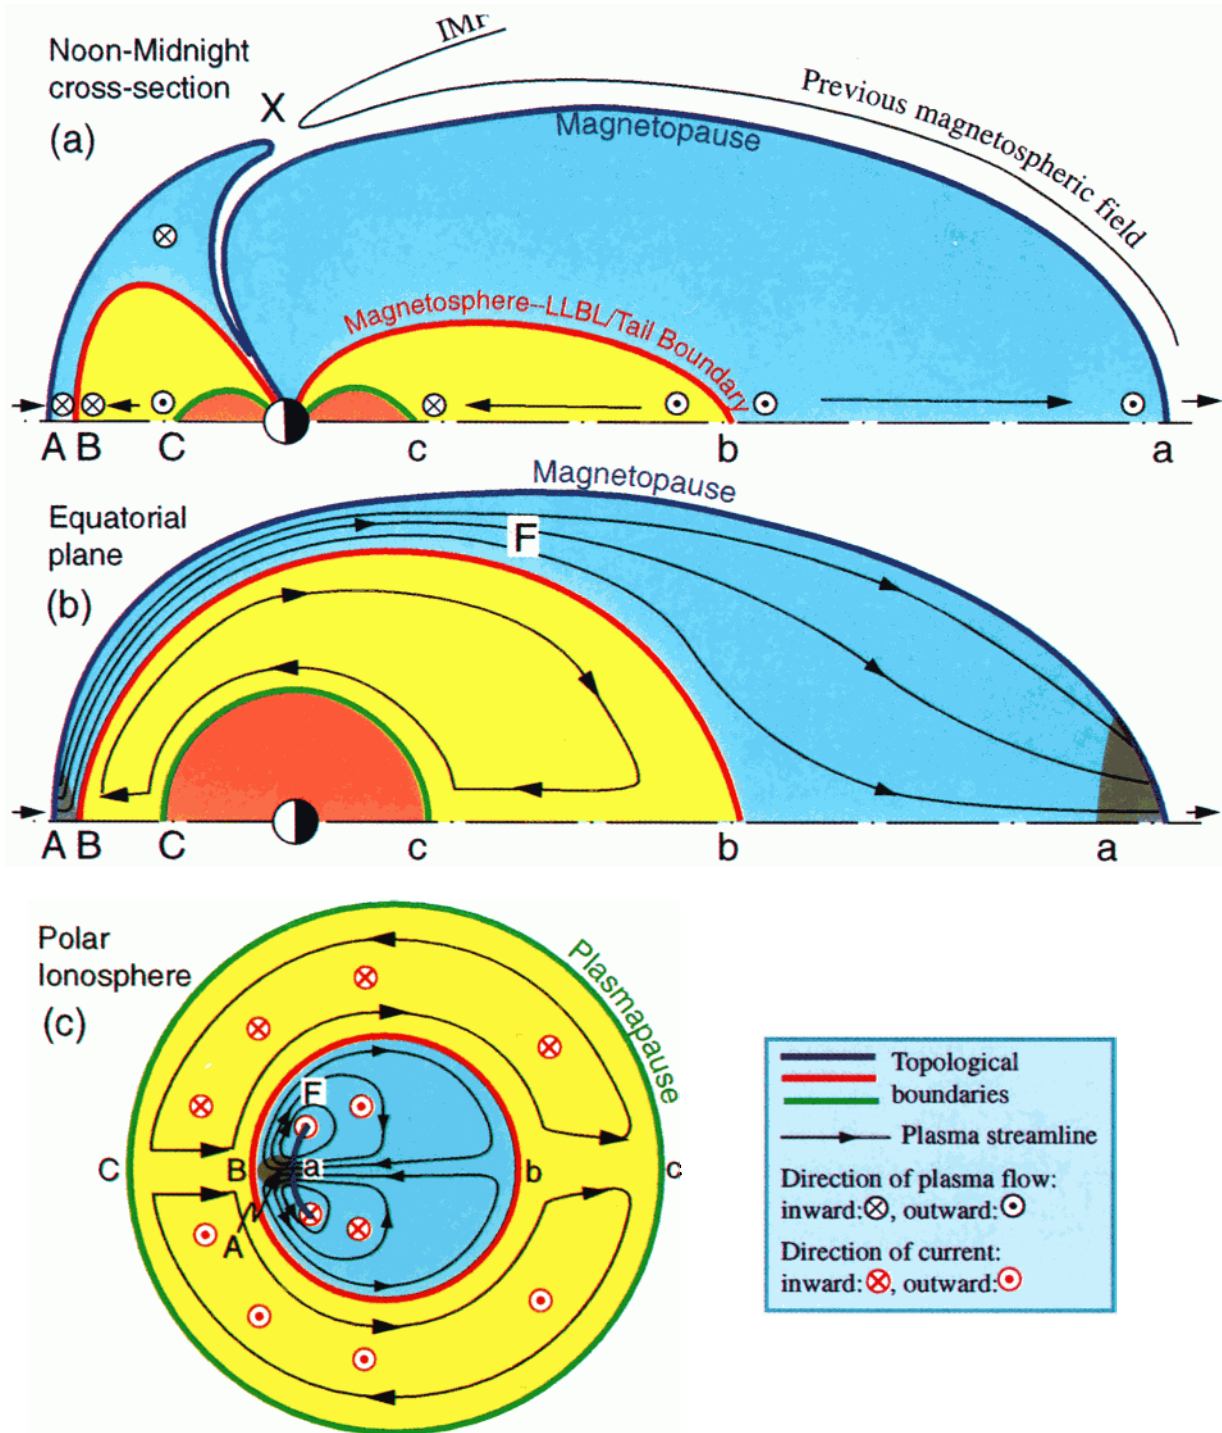 Noon-Midnight
cross-section
(a)
X
IMF
Previous magnetospheric field
Magnetopause
Magnetosphere--LLBL/Tail Boundary
A B C c b a
Magnetopause
Equatorial
plane
(b)
F
A B C c b a
Polar
Ionosphere
(c)
Plasmapause
F
C B a b c
A
Topological
boundaries
Plasma streamline
Direction of plasma flow:
inward:⊗, outward:⊙
Direction of current:
inward:⊗, outward:⊙